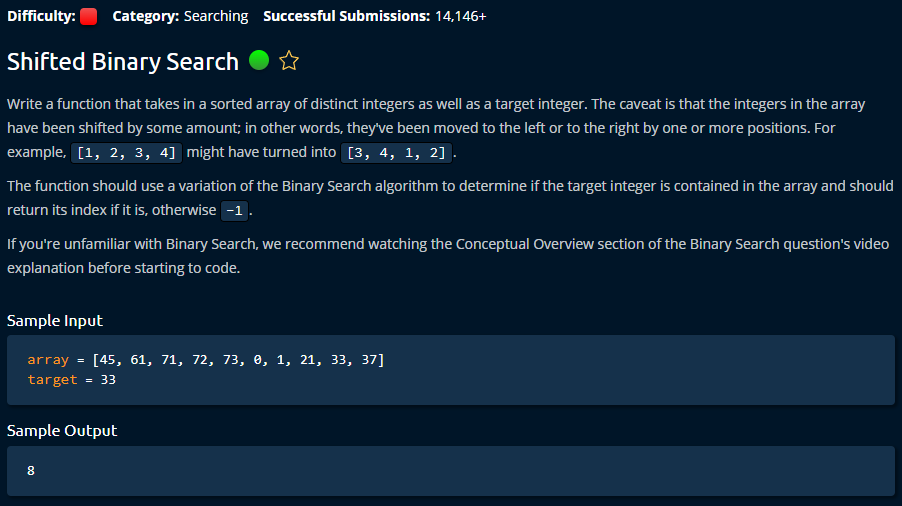 Difficulty: Category: Searching Successful Submissions: 14,146+
Shifted Binary Search
Write a function that takes in a sorted array of distinct integers as well as a target integer. The caveat is that the integers in the array
have been shifted by some amount; in other words, they've been moved to the left or to the right by one or more positions. For
example, [1, 2, 3, 4] might have turned into [3, 4, 1, 2].
The function should use a variation of the Binary Search algorithm to determine if the target integer is contained in the array and should
return its index if it is, otherwise -1.
If you're unfamiliar with Binary Search, we recommend watching the Conceptual Overview section of the Binary Search question's video
explanation before starting to code.
Sample Input
array = [45, 61, 71, 72, 73, 0, 1, 21, 33, 37]
target = 33
Sample Output
8